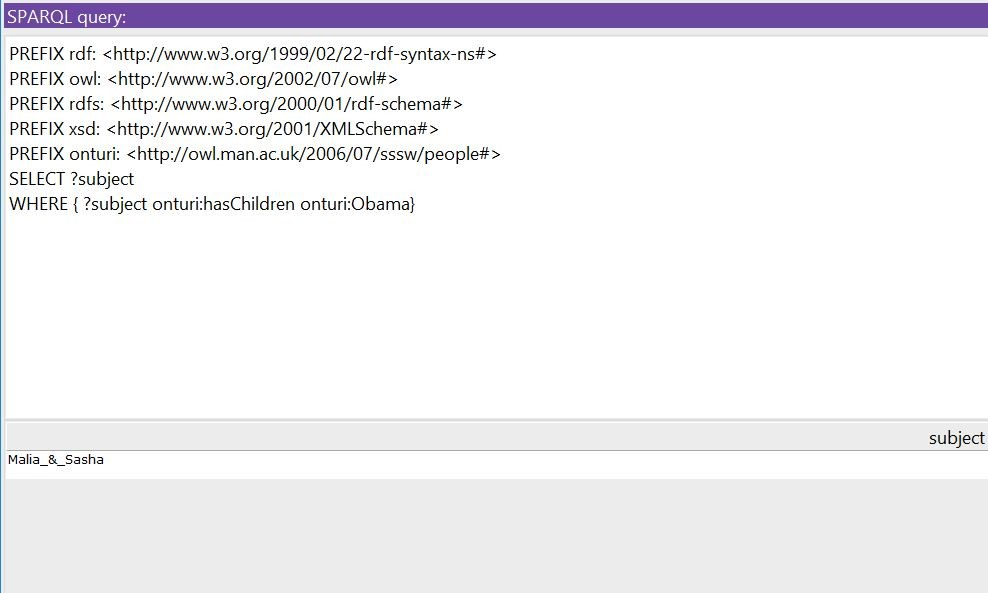 SPARQL query:
PREFIX rdf: <http://www.w3.org/1999/02/22-rdf-syntax-ns#>
PREFIX owl: <http://www.w3.org/2002/07/owl#>
PREFIX rdfs: <http://www.w3.org/2000/01/rdf-schema#>
PREFIX xsd: <http://www.w3.org/2001/XMLSchema#>
PREFIX onturi: <http://owl.man.ac.uk/2006/07/sssw/people#>
SELECT ?subject
WHERE { ?subject onturi:hasChildren onturi:Obama}
subject
Malia_&_Sasha